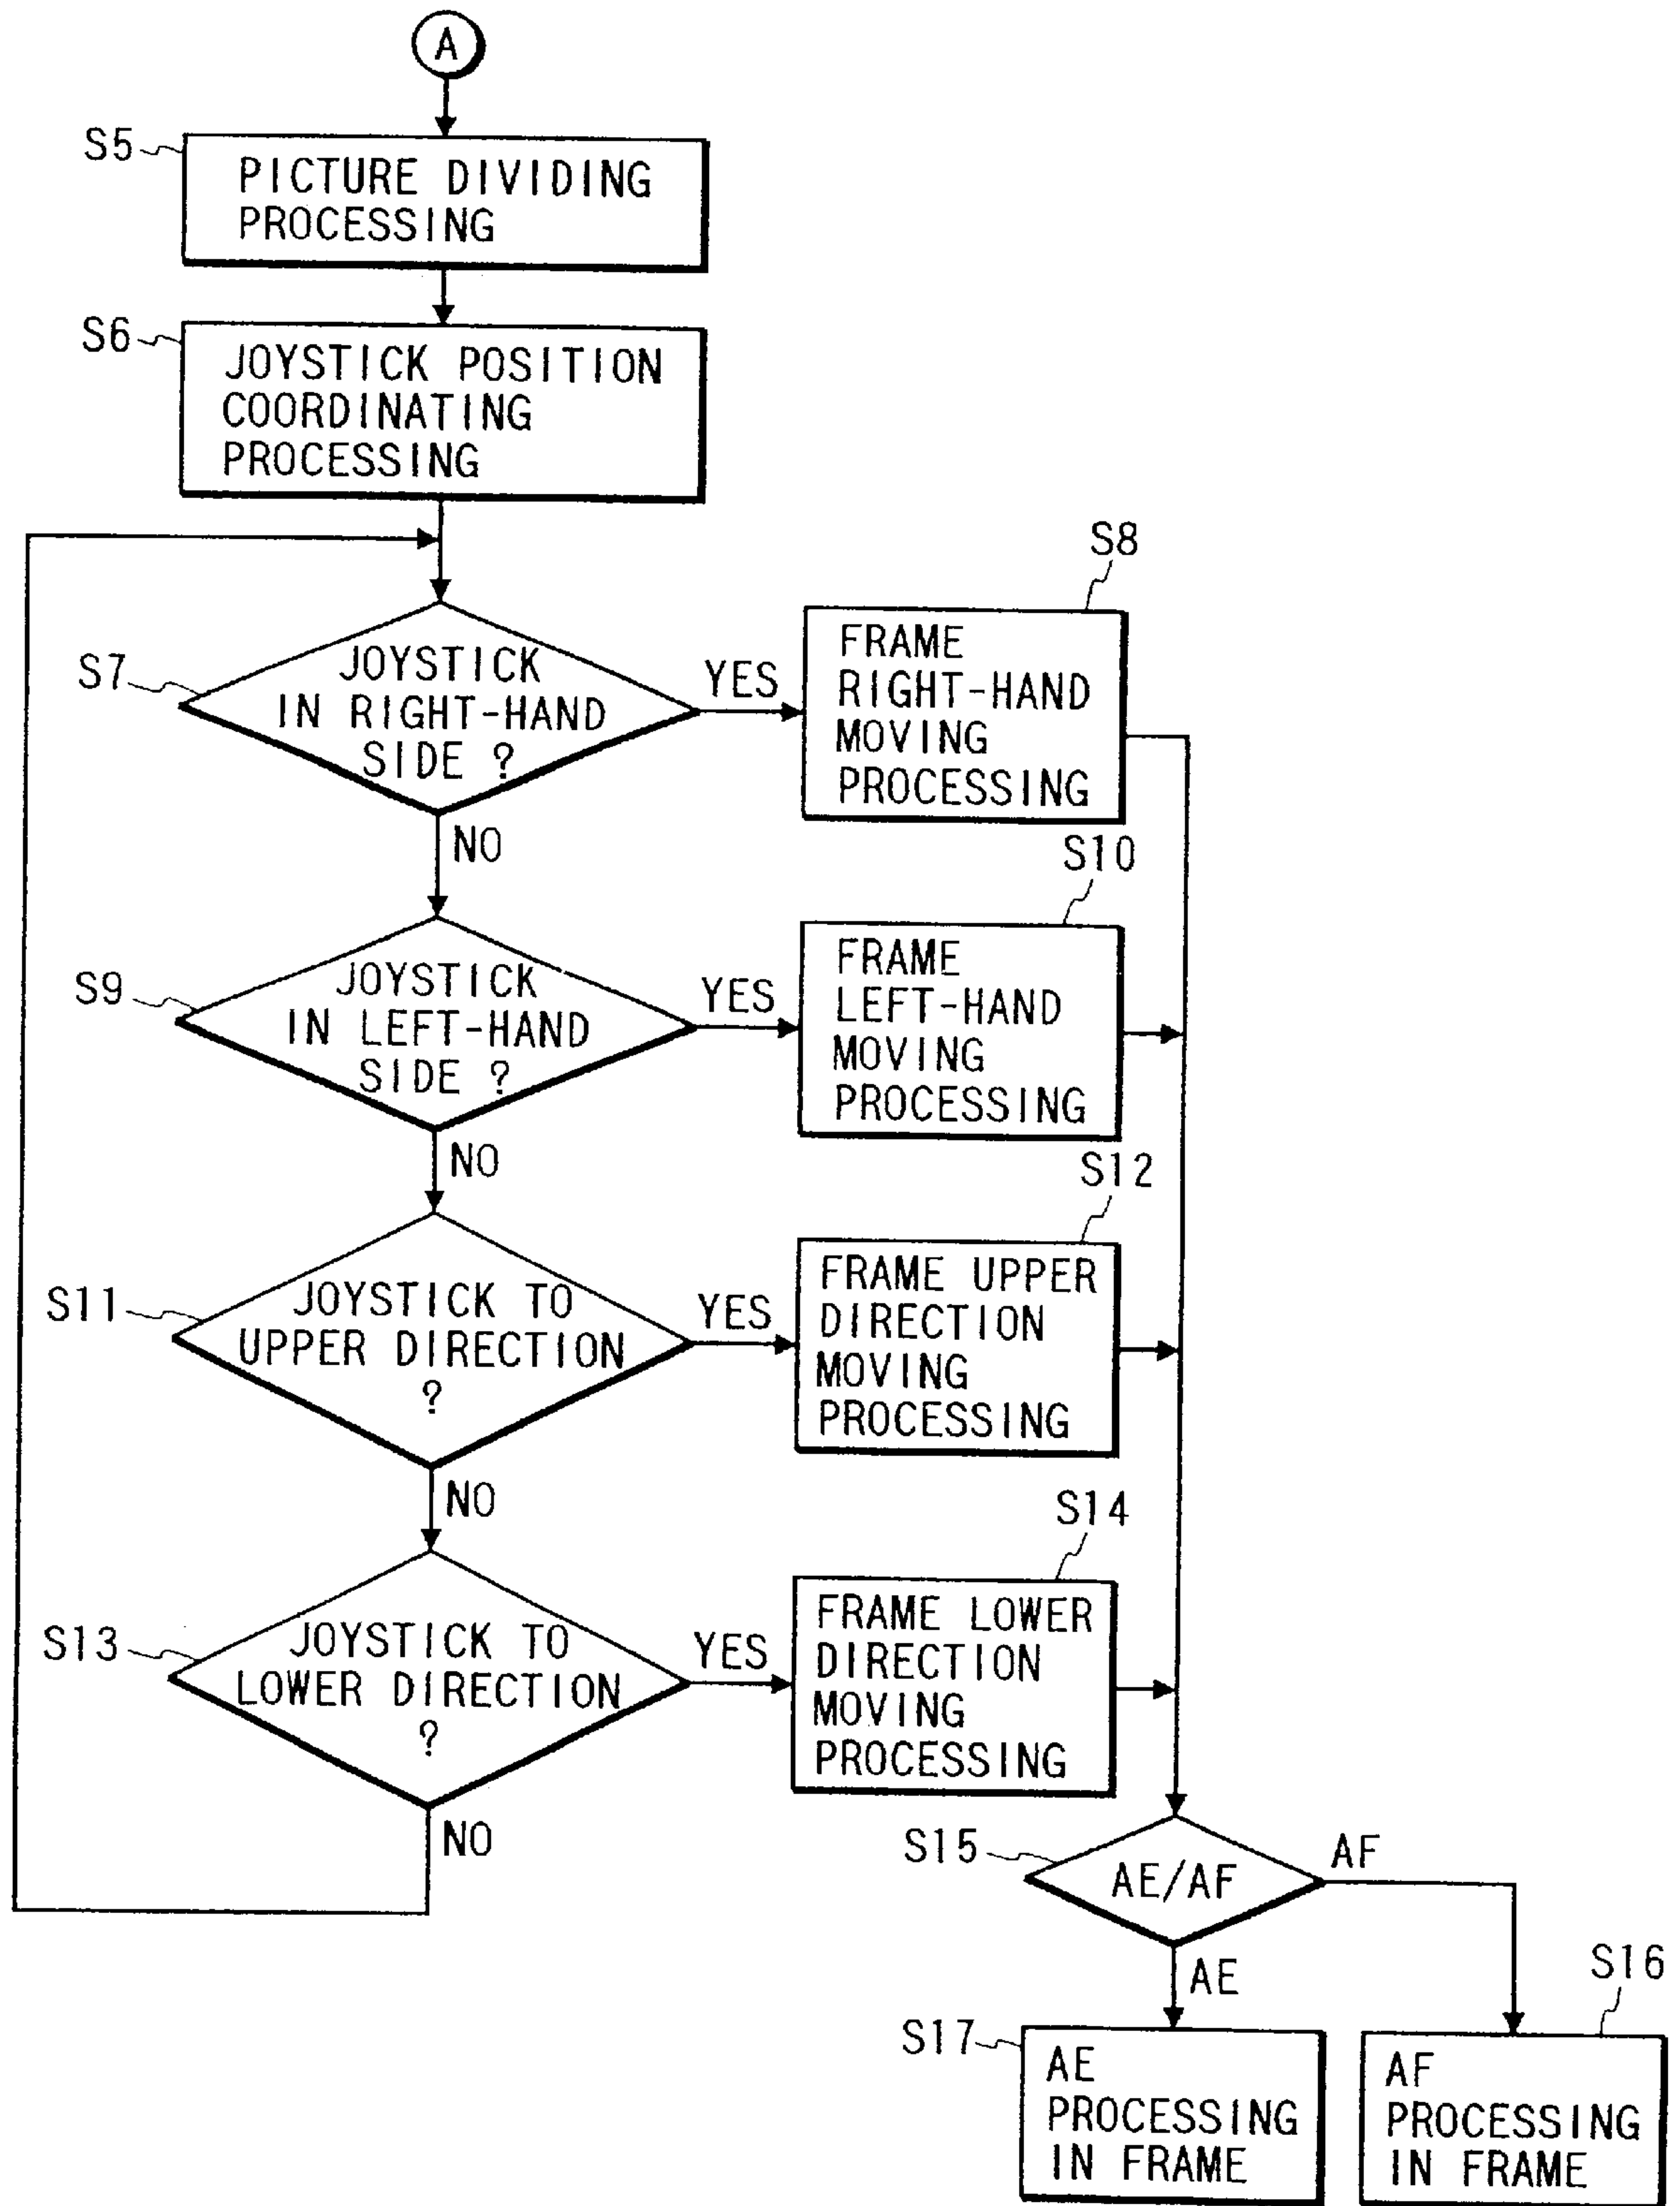 A
S5
PICTURE DIVIDING
PROCESSING
S6
JOYSTICK POSITION
COORDINATING
PROCESSING
S7
JOYSTICK
IN RIGHT-HAND
SIDE ?
YES
NO
S8
FRAME
RIGHT-HAND
MOVING
PROCESSING
S9
JOYSTICK
IN LEFT-HAND
SIDE ?
YES
NO
S10
FRAME
LEFT-HAND
MOVING
PROCESSING
S11
JOYSTICK TO
UPPER DIRECTION
?
YES
NO
S12
FRAME UPPER
DIRECTION
MOVING
PROCESSING
S13
JOYSTICK TO
LOWER DIRECTION
?
YES
NO
S14
FRAME LOWER
DIRECTION
MOVING
PROCESSING
S15
AE/AF
AF
AE
S17
AE
PROCESSING
IN FRAME
S16
AF
PROCESSING
IN FRAME